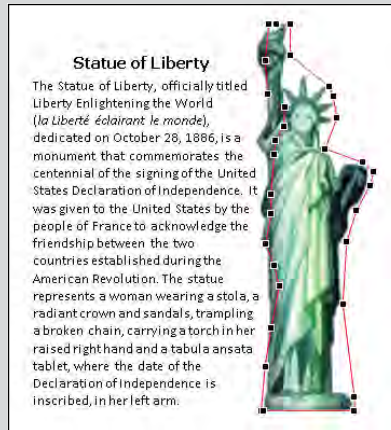 Statue of Liberty
The Statue of Liberty, officially titled
Liberty Enlightening the World
(la Liberté éclairant le monde),
dedicated on October 28, 1886, is a
monument that commemorates the
centennial of the signing of the United
States Declaration of Independence. It
was given to the United States by the
people of France to acknowledge the
friendship between the two
countries established during the
American Revolution. The statue
represents a woman wearing a stola, a
radiant crown and sandals, trampling
a broken chain, carrying a torch in her
raised right hand and a tabula ansata
tablet, where the date of the
Declaration of Independence is
inscribed, in her left arm.